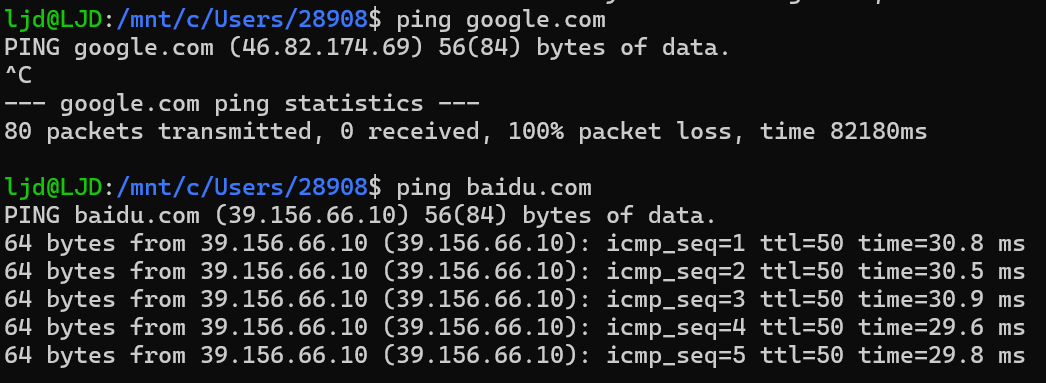 ljd@LJD:/mnt/c/Users/28908$ ping google.com
PING google.com (46.82.174.69) 56(84) bytes of data.
^C
--- google.com ping statistics ---
80 packets transmitted, 0 received, 100% packet loss, time 82180ms
ljd@LJD:/mnt/c/Users/28908$ ping baidu.com
PING baidu.com (39.156.66.10) 56(84) bytes of data.
64 bytes from 39.156.66.10 (39.156.66.10): icmp_seq=1 ttl=50 time=30.8 ms
64 bytes from 39.156.66.10 (39.156.66.10): icmp_seq=2 ttl=50 time=30.5 ms
64 bytes from 39.156.66.10 (39.156.66.10): icmp_seq=3 ttl=50 time=30.9 ms
64 bytes from 39.156.66.10 (39.156.66.10): icmp_seq=4 ttl=50 time=29.6 ms
64 bytes from 39.156.66.10 (39.156.66.10): icmp_seq=5 ttl=50 time=29.8 ms